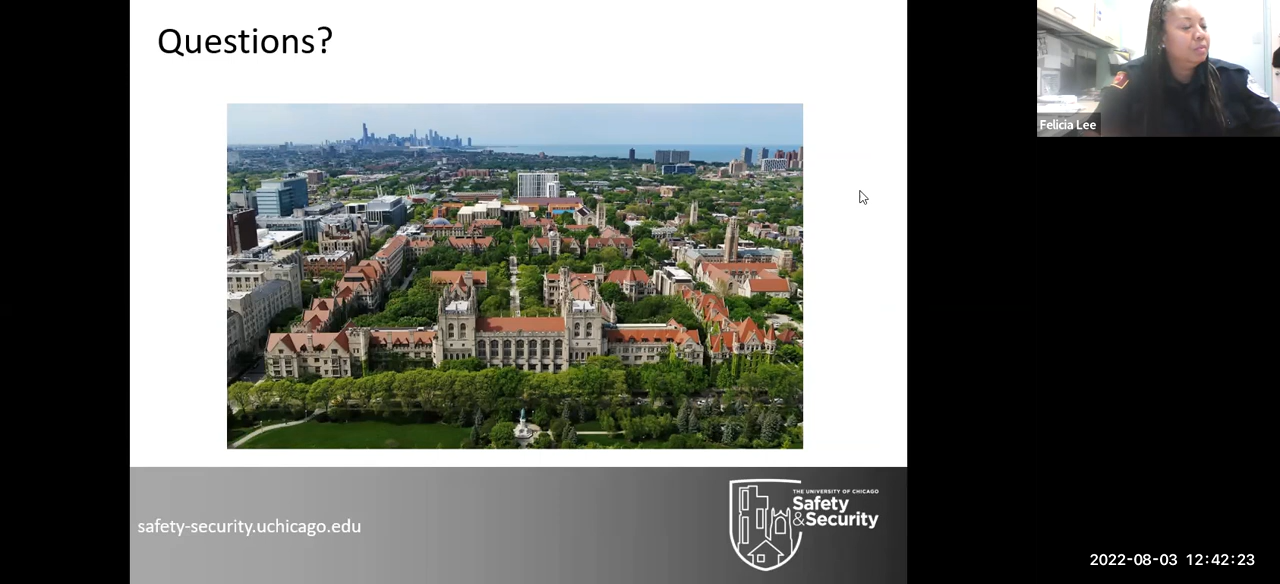 Questions?
Felicia Lee
safety-security.uchicago.edu
THE UNIVERSITY OF CHICAGO
Safety
&Security
2022-08-03 12:42:23